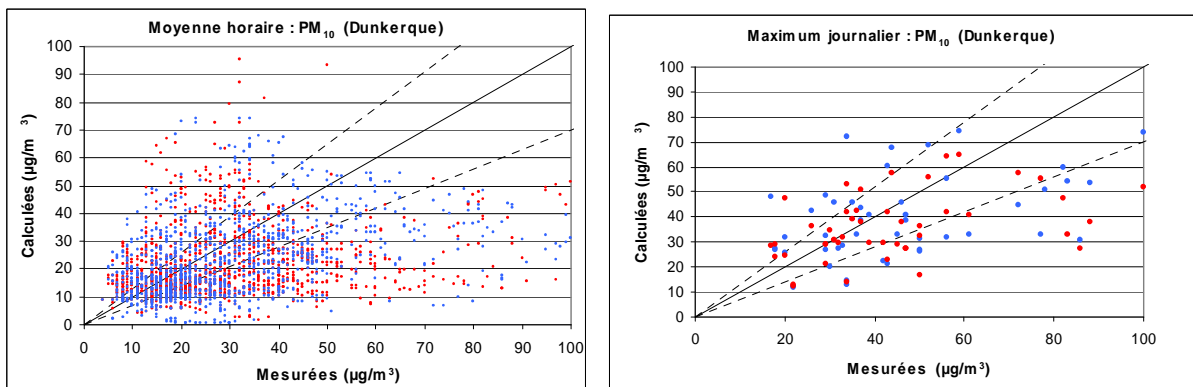 Moyenne horaire : PM10 (Dunkerque)
100
90
80
70
60
50
40
30
20
10
0
Calculées (µg/m³)
0 10 20 30 40 50 60 70 80 90 100
Mesurées (µg/m³)
Maximum journalier : PM10 (Dunkerque)
100
90
80
70
60
50
40
30
20
10
0
Calculées (µg/m³)
0 20 40 60 80 100
Mesurées (µg/m³)